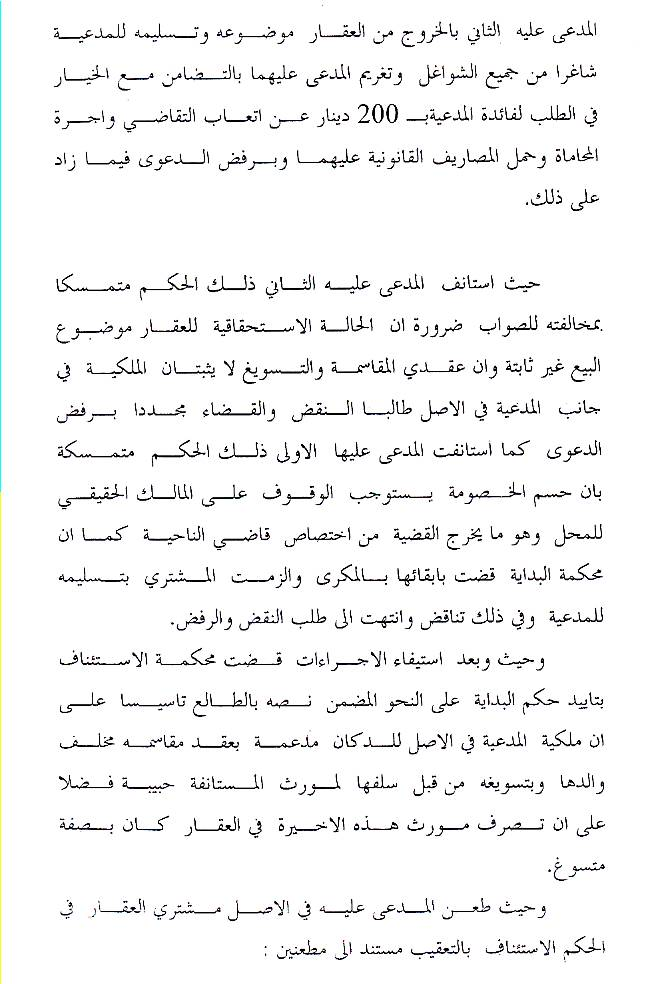 المدعى عليه الثاني بالخروج من العقار موضوعه وتسليمه للمدعية
شاغرا من جميع الشواغل وتغريم المدعى عليهما بالتضامن مع الخيار
في الطلب لفائدة المدعية بـ 200 دينار عن اتعاب التقاضي واجرة
المحاماة وحمل المصاريف القانونية عليهما وبرفض الدعوى فيما زاد
على ذلك.
حيث استانف المدعى عليه الثاني ذلك الحكم متمسكا
بمخالفته للصواب ضرورة ان الحالة الاستحقاقية للعقار موضوع
البيع غير ثابتة وان عقدي المقاسمة والتسويغ لا يثبتان الملكية في
جانب المدعية في الاصل طالبا النقض والقضاء مجددا برفض
الدعوى كما استانفت المدعى عليها الاولى ذلك الحكم متمسكة
بان حسم الخصومة يستوجب الوقوف على المالك الحقيقي
للمحل وهو ما يخرج القضية من اختصاص قاضي الناحية كما ان
محكمة البداية قضت بابقائها بالمكرى والزمت المشتري بتسليمه
للمدعية وفي ذلك تناقض وانتهت الى طلب النقض والرفض.
وحيث وبعد استيفاء الاجراءات قضت محكمة الاستئناف
بتاييد حكم البداية على النحو المضمن نصه بالطالع تاسيسا على
ان ملكية المدعية في الاصل للدكان مدعمة بعقد مقاسمه مخلف
والدها وبتسويغه من قبل سلفها لمورث المستانفة حبيبة فضلا
على ان تصرف مورث هذه الاخيرة في العقار كان بصفة
متسوغ.
وحيث طعن المدعى عليه في الاصل مشتري العقار في
الحكم الاستئناف بالتعقيب مستند الى مطعنين :